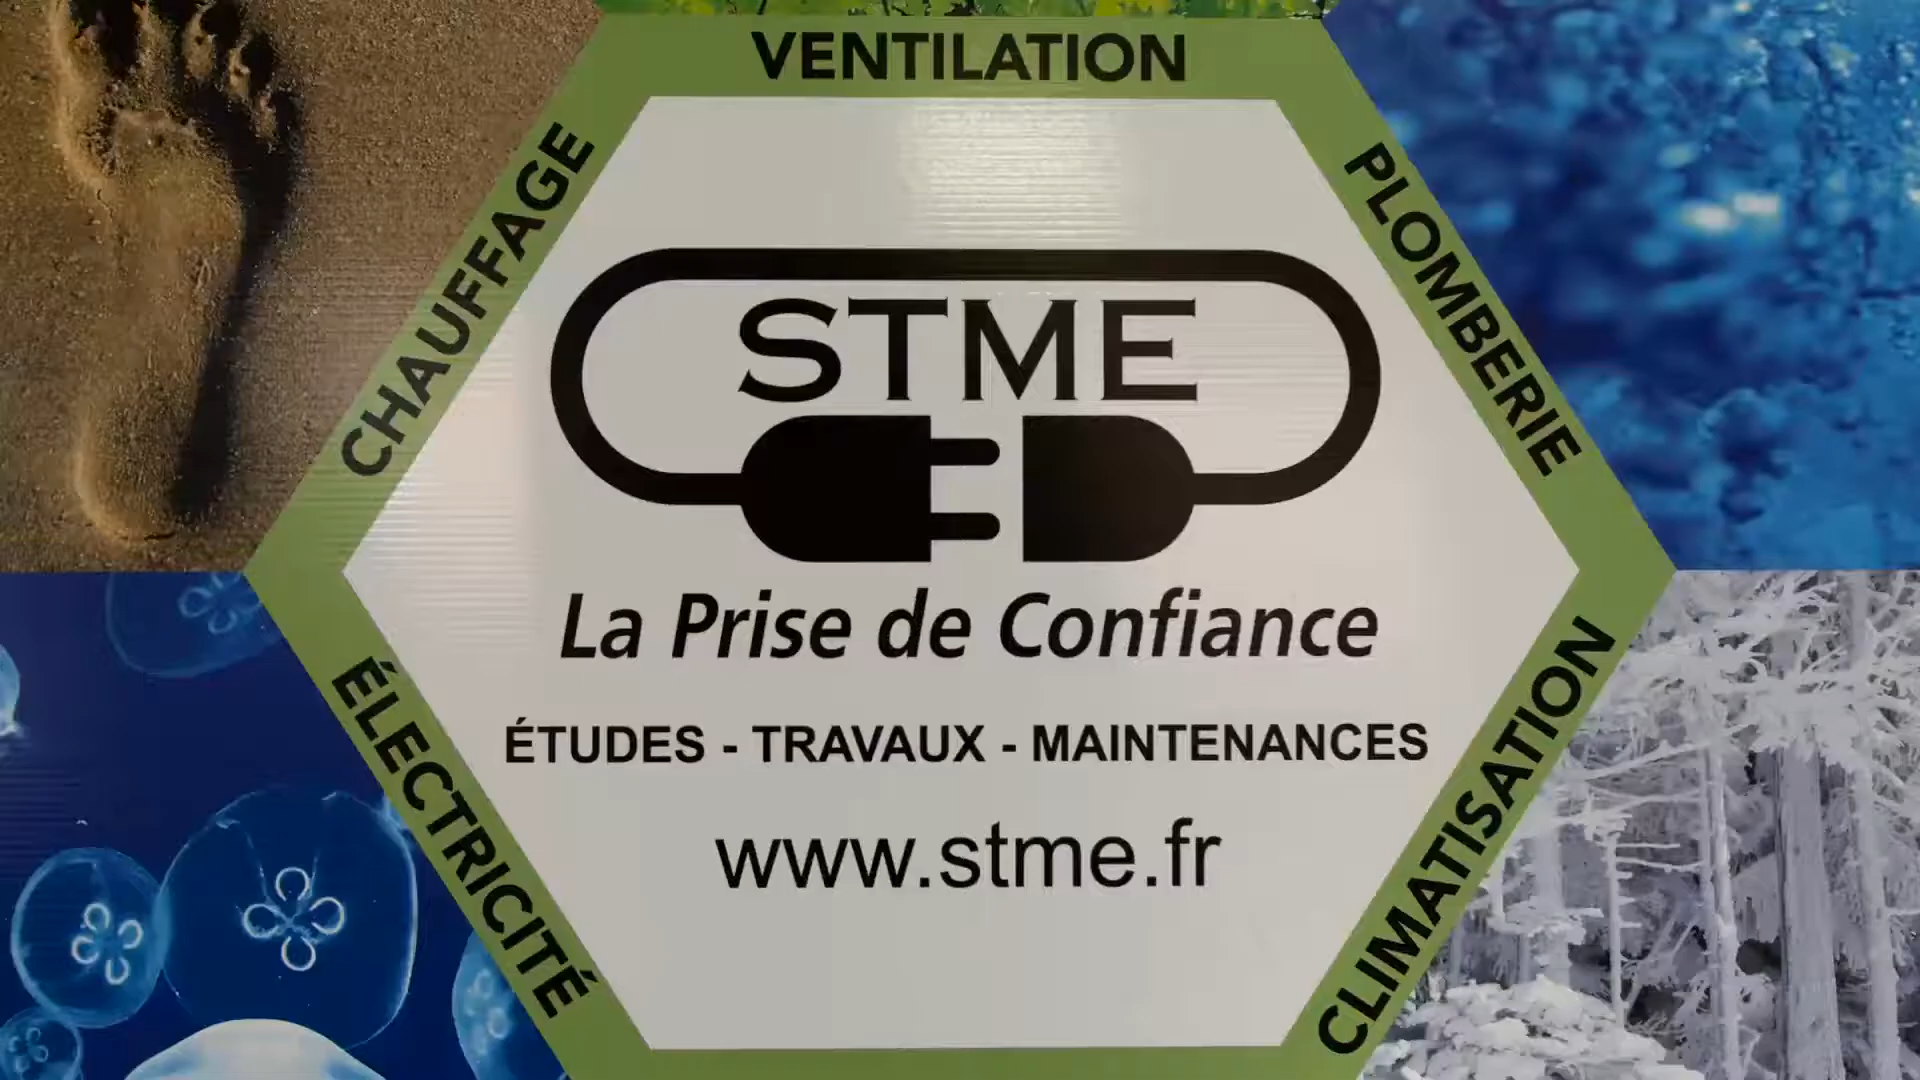 VENTILATION
CHAUFFAGE
PLOMBERIE
STME
La Prise de Confiance
ÉTUDES - TRAVAUX - MAINTENANCES
www.stme.fr
ÉLECTRICITÉ
CLIMATISATION